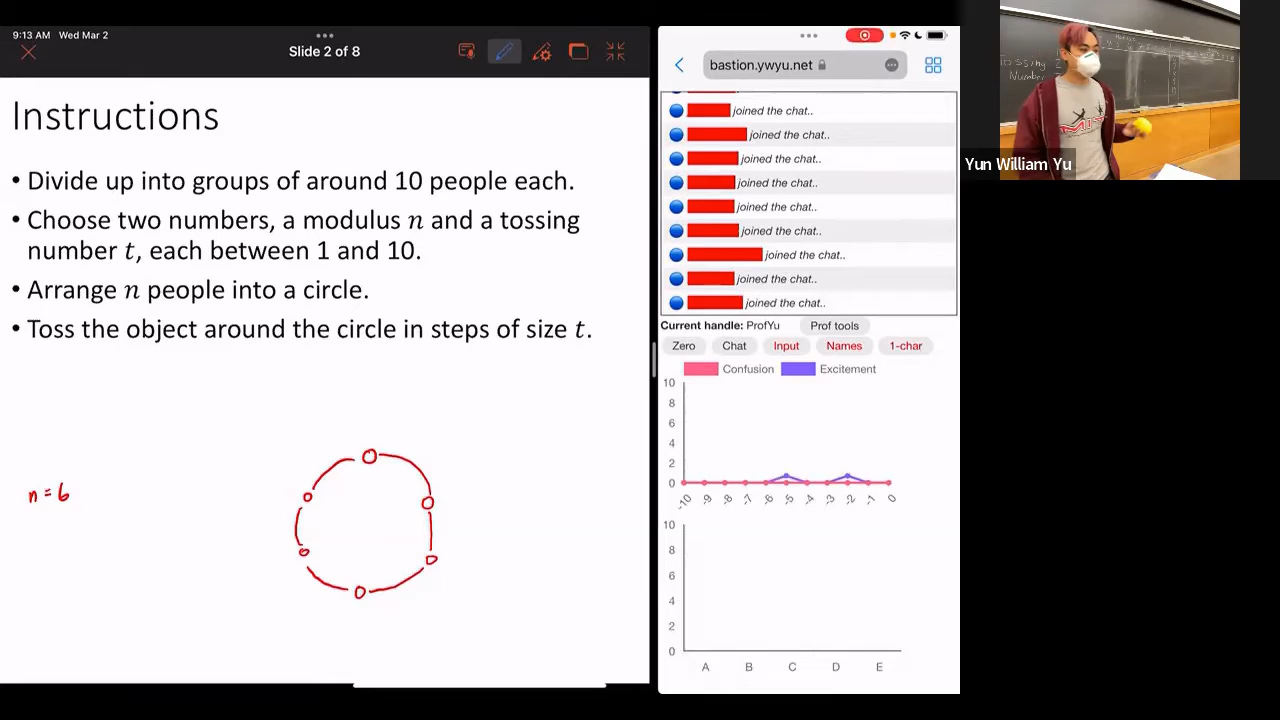 9:13 AM Wed Mar 2
Slide 2 of 8
Instructions
• Divide up into groups of around 10 people each.
• Choose two numbers, a modulus n and a tossing
number t, each between 1 and 10.
• Arrange n people into a circle.
• Toss the object around the circle in steps of size t.
n = 6
bastion.ywyu.net
joined the chat..
joined the chat..
joined the chat..
joined the chat..
joined the chat..
joined the chat..
joined the chat..
joined the chat..
joined the chat..
Current handle: ProfYu Prof tools
Zero Chat Input Names 1-char
Confusion Excitement
10
8
6
4
2
0
-10 -9 -8 -7 -6 -5 -4 -3 -2 -1 0
10
8
6
4
2
0
A B C D E
Number
MIT
Yun William Yu